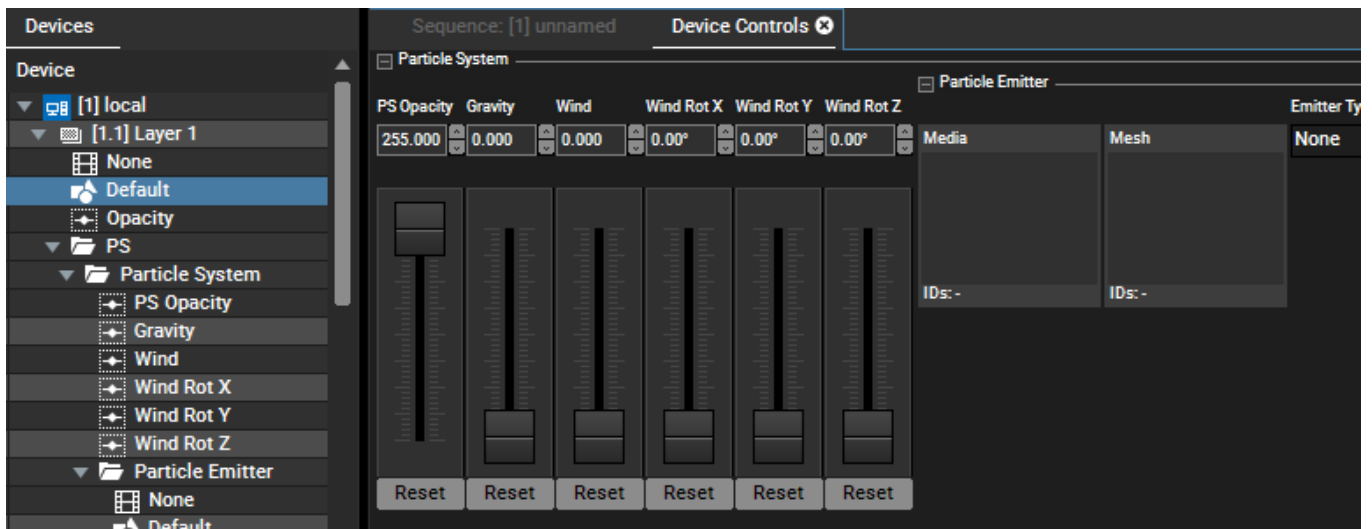 Devices
Device
[1] local
[1.1] Layer 1
None
Default
Opacity
PS
Particle System
PS Opacity
Gravity
Wind
Wind Rot X
Wind Rot Y
Wind Rot Z
Particle Emitter
None
Default
Sequence: [1] unnamed
Device Controls
Particle System
PS Opacity Gravity Wind Wind Rot X Wind Rot Y Wind Rot Z
255.000 0.000 0.000 0.00° 0.00° 0.00°
Reset Reset Reset Reset Reset Reset
Particle Emitter
Emitter Ty
Media Mesh None
IDs: - IDs: -